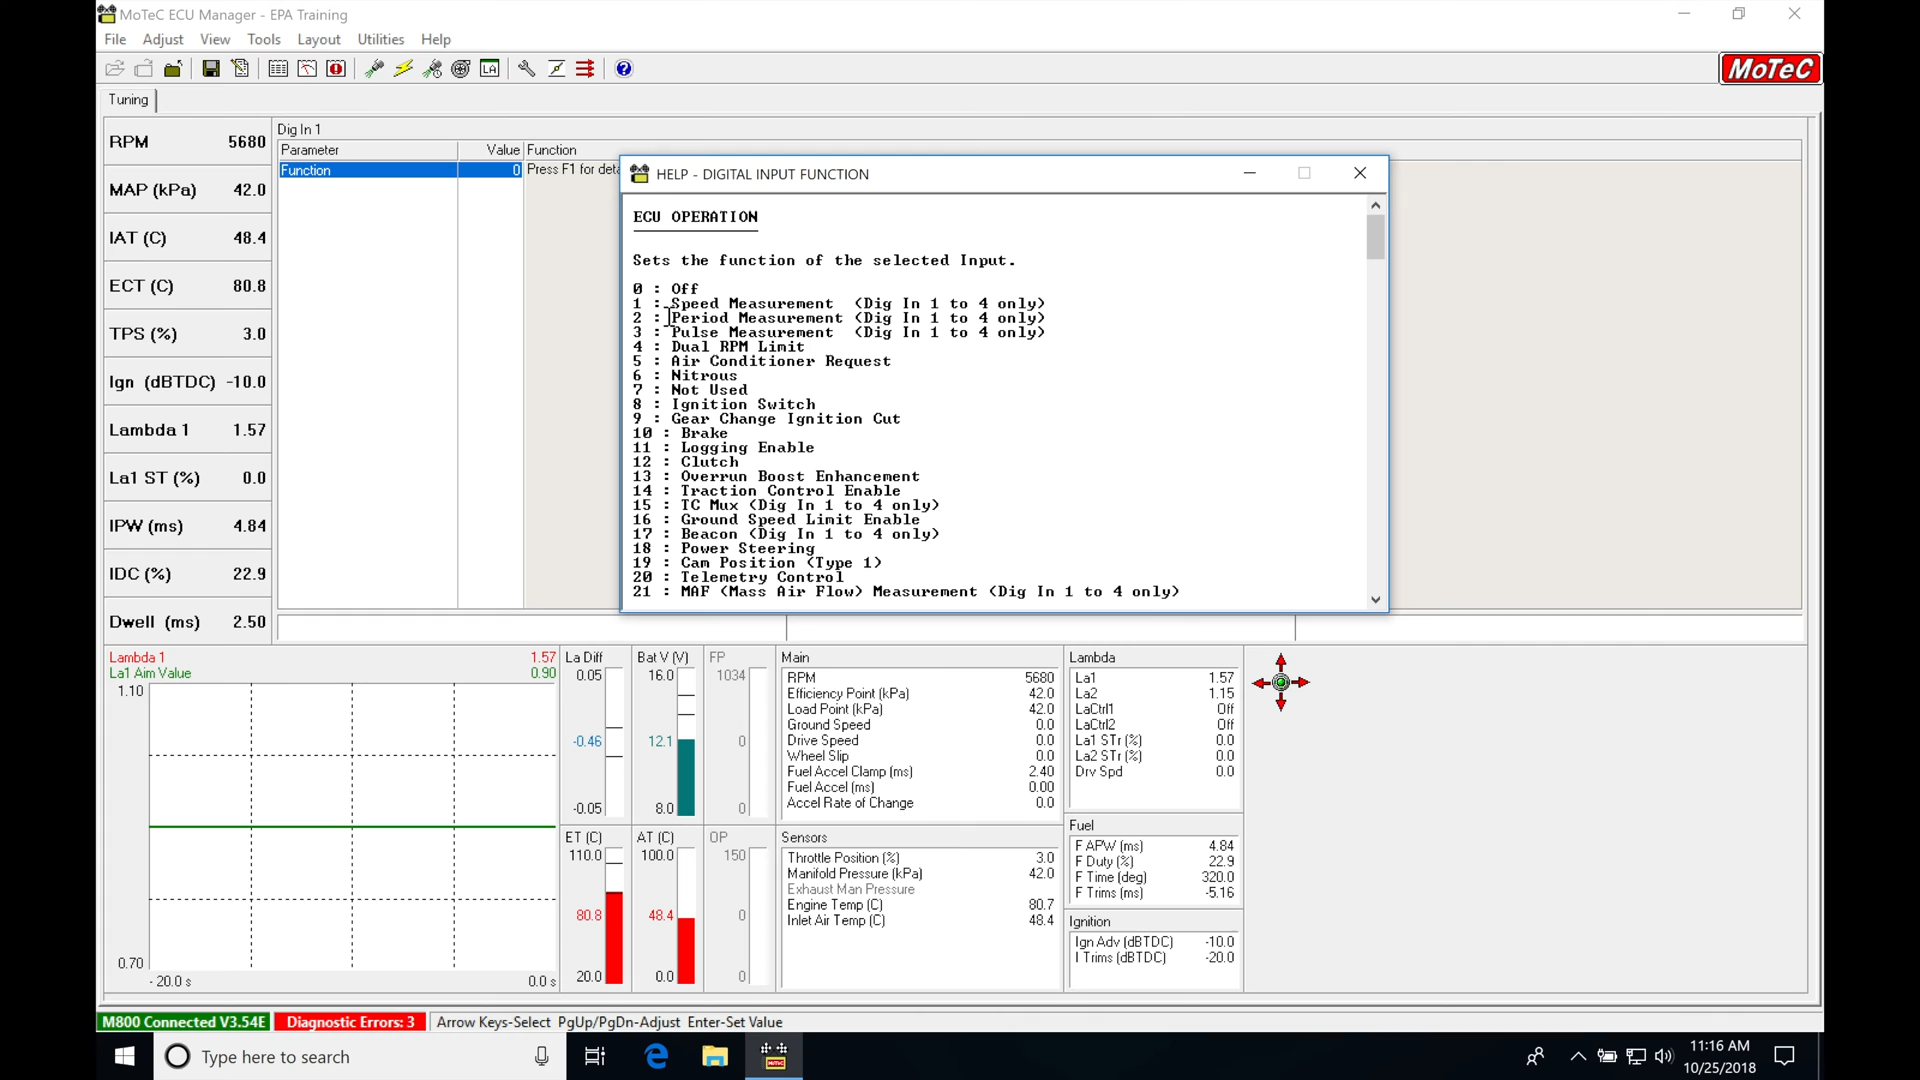 MoTeC ECU Manager - EPA Training
File Adjust View Tools Layout Utilities Help
LA
MoTeC
Tuning
RPM 5680
MAP (kPa) 42.0
IAT (C) 48.4
ECT (C) 80.8
TPS (%) 3.0
Ign (dBTDC) -10.0
Lambda 1 1.57
La1 ST (%) 0.0
IPW (ms) 4.84
IDC (%) 22.9
Dwell (ms) 2.50
Dig In 1
Parameter Value Function
Function 0 Press F1 for deta
HELP - DIGITAL INPUT FUNCTION
ECU OPERATION
Sets the function of the selected Input.
0 : Off
1 : Speed Measurement (Dig In 1 to 4 only)
2 : Period Measurement (Dig In 1 to 4 only)
3 : Pulse Measurement (Dig In 1 to 4 only)
4 : Dual RPM Limit
5 : Air Conditioner Request
6 : Nitrous
7 : Not Used
8 : Ignition Switch
9 : Gear Change Ignition Cut
10 : Brake
11 : Logging Enable
12 : Clutch
13 : Overrun Boost Enhancement
14 : Traction Control Enable
15 : TC Mux (Dig In 1 to 4 only)
16 : Ground Speed Limit Enable
17 : Beacon (Dig In 1 to 4 only)
18 : Power Steering
19 : Cam Position (Type 1)
20 : Telemetry Control
21 : MAF (Mass Air Flow) Measurement (Dig In 1 to 4 only)
Lambda 1 1.57
La1 Aim Value 0.90
1.10
0.70
- 20.0 s 0.0 s
La Diff
0.05
-0.46
-0.05
Bat V (V)
16.0
12.1
8.0
FP
1034
0
0
ET (C)
110.0
80.8
20.0
AT (C)
100.0
48.4
0.0
OP
150
0
0
Main
RPM 5680
Efficiency Point (kPa) 42.0
Load Point (kPa) 42.0
Ground Speed 0.0
Drive Speed 0.0
Wheel Slip 0.0
Fuel Accel Clamp (ms) 2.40
Fuel Accel (ms) 0.00
Accel Rate of Change 0.0
Sensors
Throttle Position (%) 3.0
Manifold Pressure (kPa) 42.0
Exhaust Man Pressure
Engine Temp (C) 80.7
Inlet Air Temp (C) 48.4
Lambda
La1 1.57
La2 1.15
LaCtrl1 Off
LaCtrl2 Off
La1 STr (%) 0.0
La2 STr (%) 0.0
Drv Spd 0.0
Fuel
F APW (ms) 4.84
F Duty (%) 22.9
F Time (deg) 320.0
F Trims (ms) -5.16
Ignition
Ign Adv (dBTDC) -10.0
I Trims (dBTDC) -20.0
M800 Connected V3.54E Diagnostic Errors: 3 Arrow Keys-Select PgUp/PgDn-Adjust Enter-Set Value
Type here to search
11:16 AM
10/25/2018